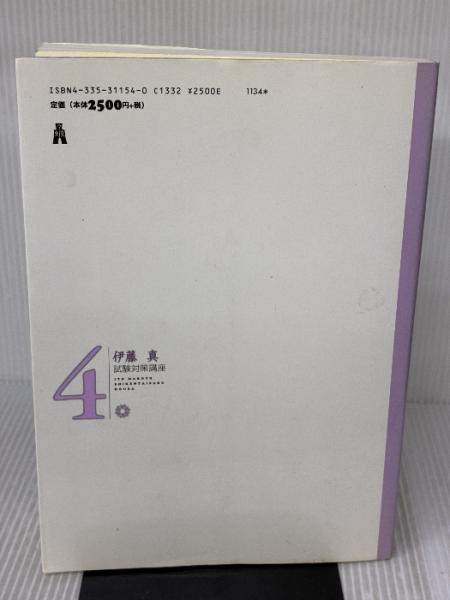 ISBN4-335-31154-0 C1332 ¥2500E 1134*
定価(本体2500円+税)
4
伊藤 真
試験対策講座
ITO MAKOTO
SHIKENTAISAKU
KOUZA